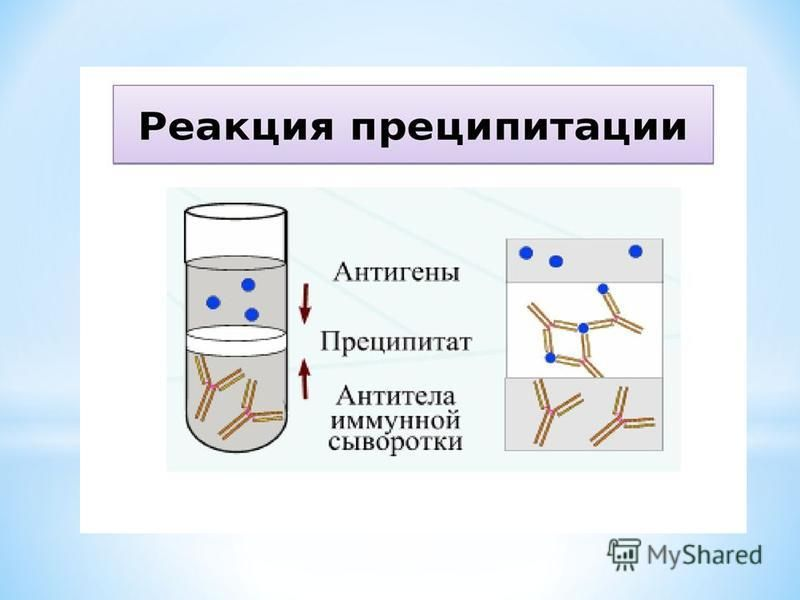 Реакция преципитации
Антигены
Преципитат
Антитела
иммунной
сыворотки
MyShared